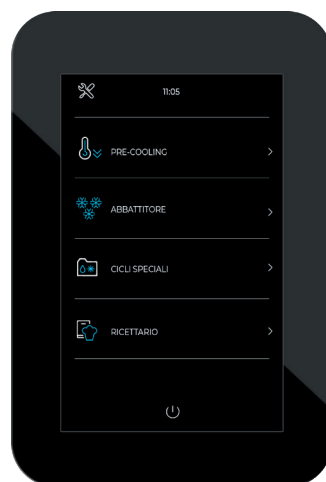 11:05
PRE-COOLING
ABBATTITORE
CICLI SPECIALI
RICETTARIO